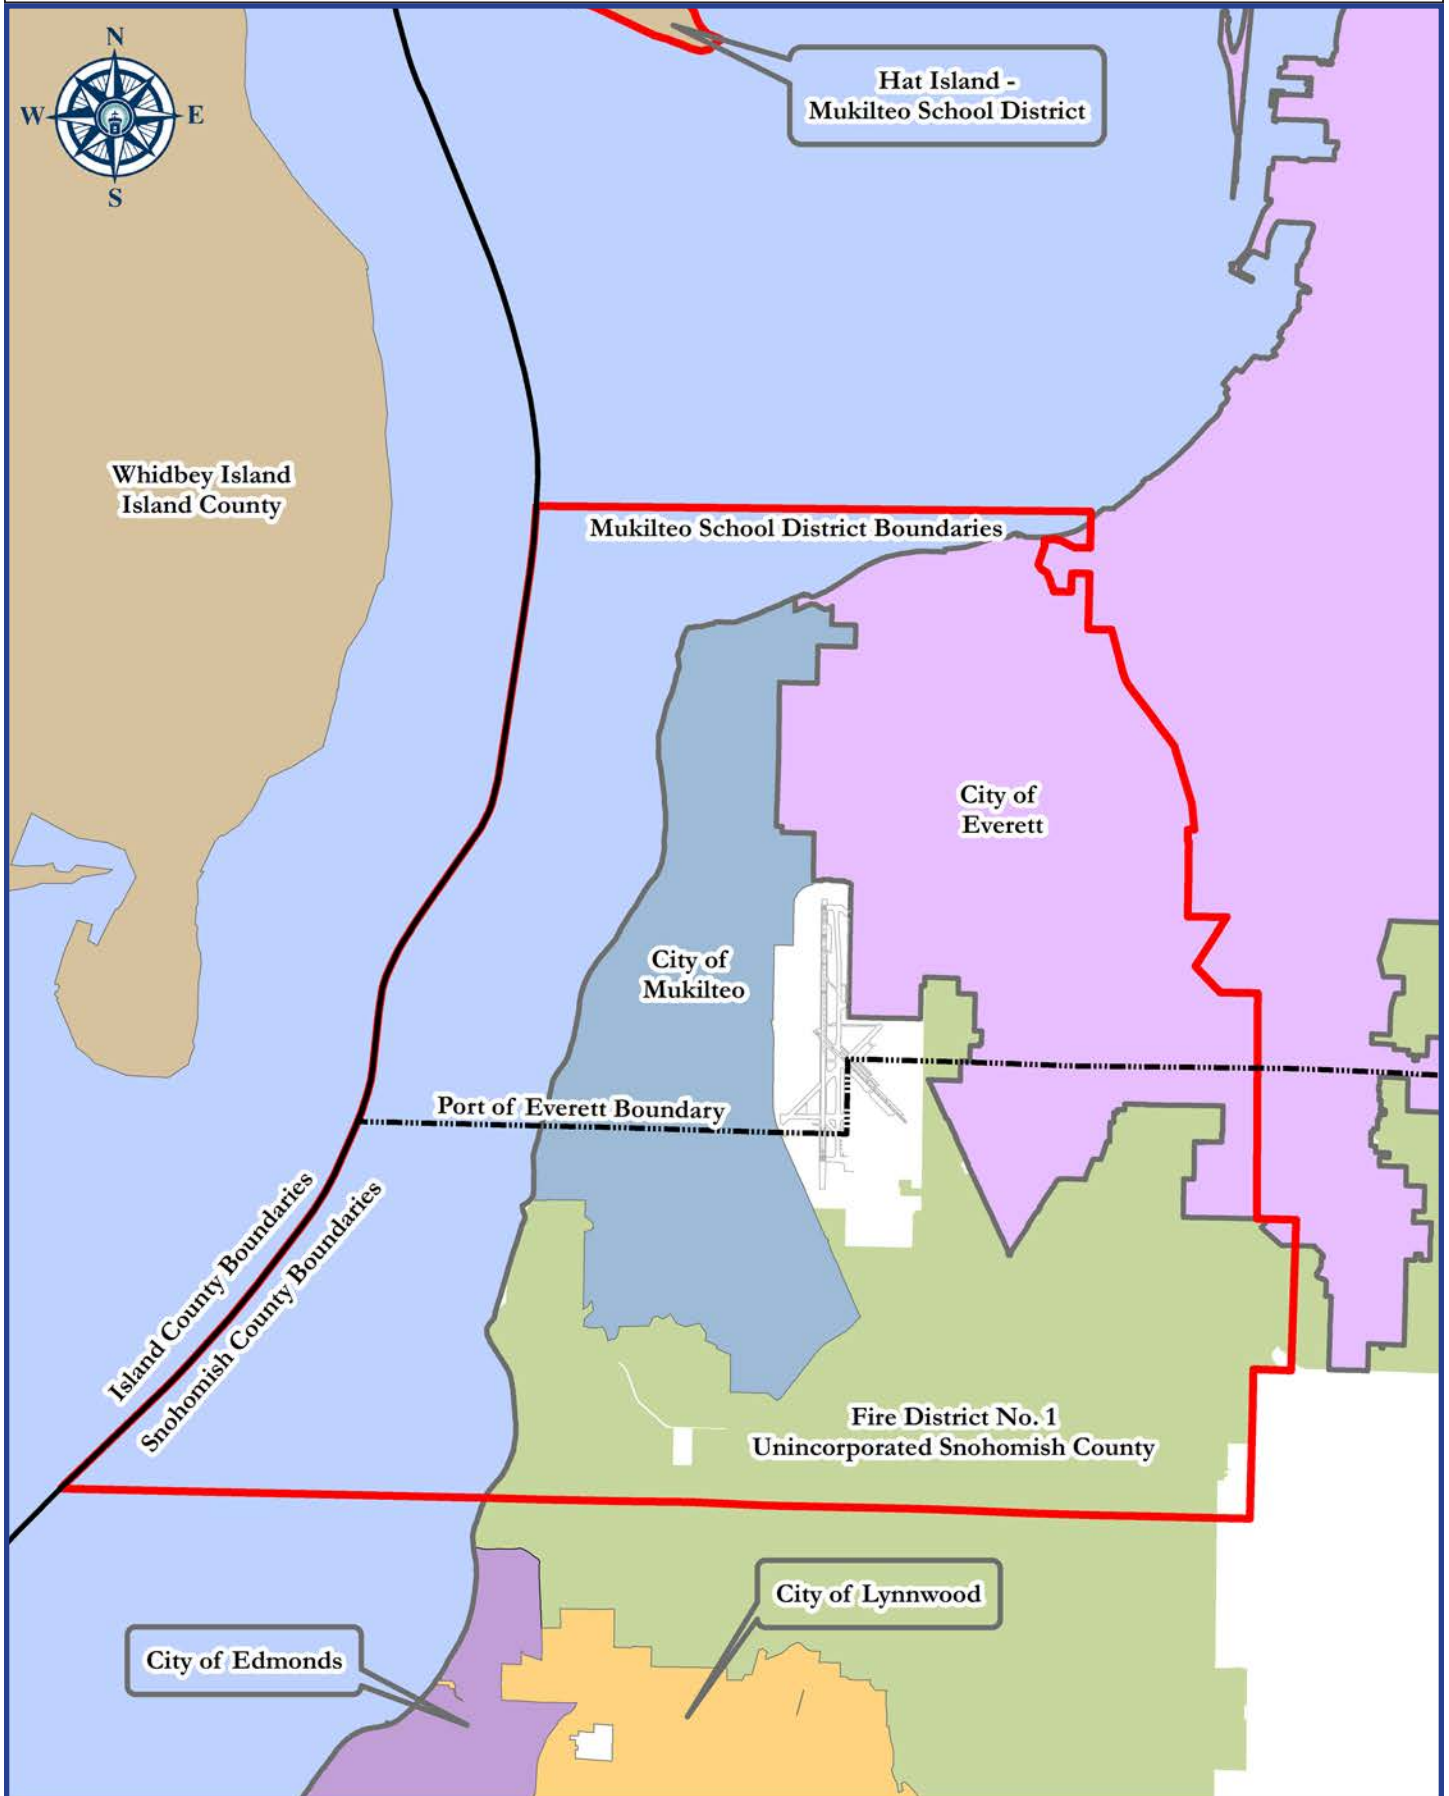 N
W
E
S
Hat Island -
Mukilteo School District
Whidbey Island
Island County
Mukilteo School District Boundaries
City of
Everett
City of
Mukilteo
Port of Everett Boundary
Island County Boundaries
Snohomish County Boundaries
Fire District No. 1
Unincorporated Snohomish County
City of Lynnwood
City of Edmonds